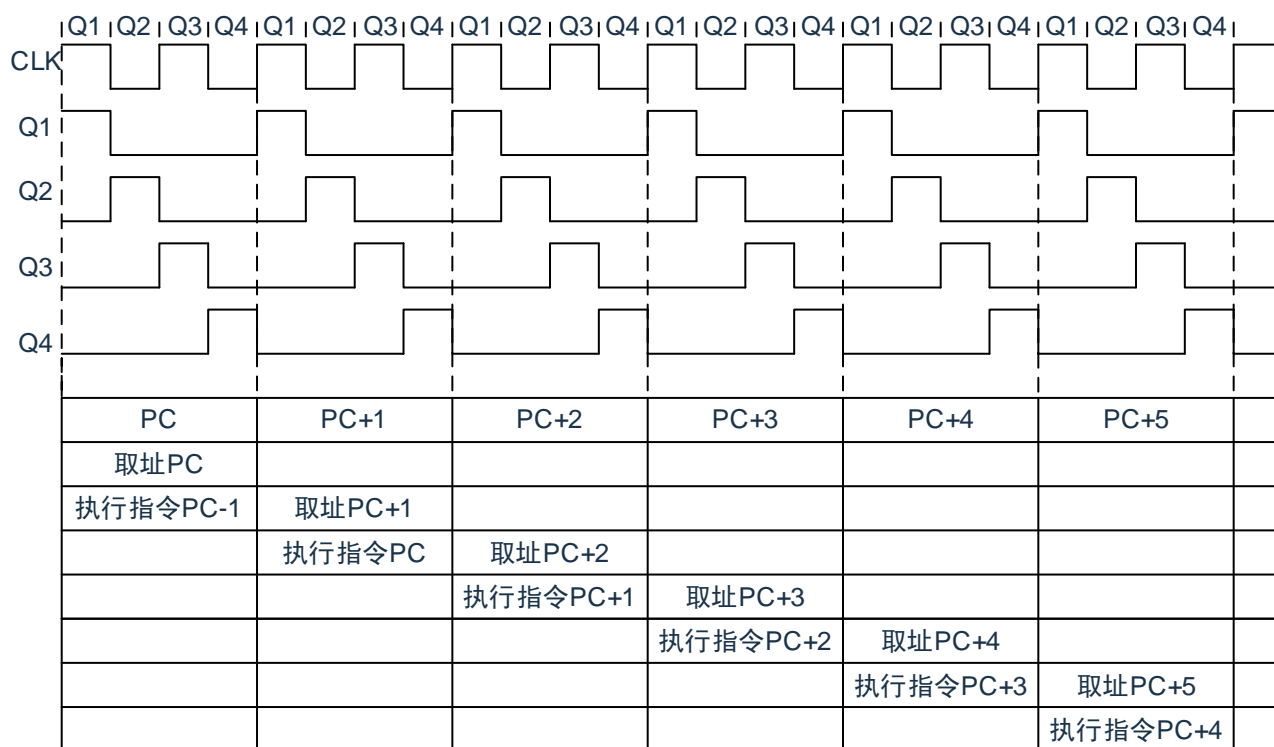 Q1 Q2 Q3 Q4 Q1 Q2 Q3 Q4 Q1 Q2 Q3 Q4 Q1 Q2 Q3 Q4 Q1 Q2 Q3 Q4 Q1 Q2 Q3 Q4
CLK
Q1
Q2
Q3
Q4
PC PC+1 PC+2 PC+3 PC+4 PC+5
取址PC
执行指令PC-1 取址PC+1
执行指令PC 取址PC+2
执行指令PC+1 取址PC+3
执行指令PC+2 取址PC+4
执行指令PC+3 取址PC+5
执行指令PC+4